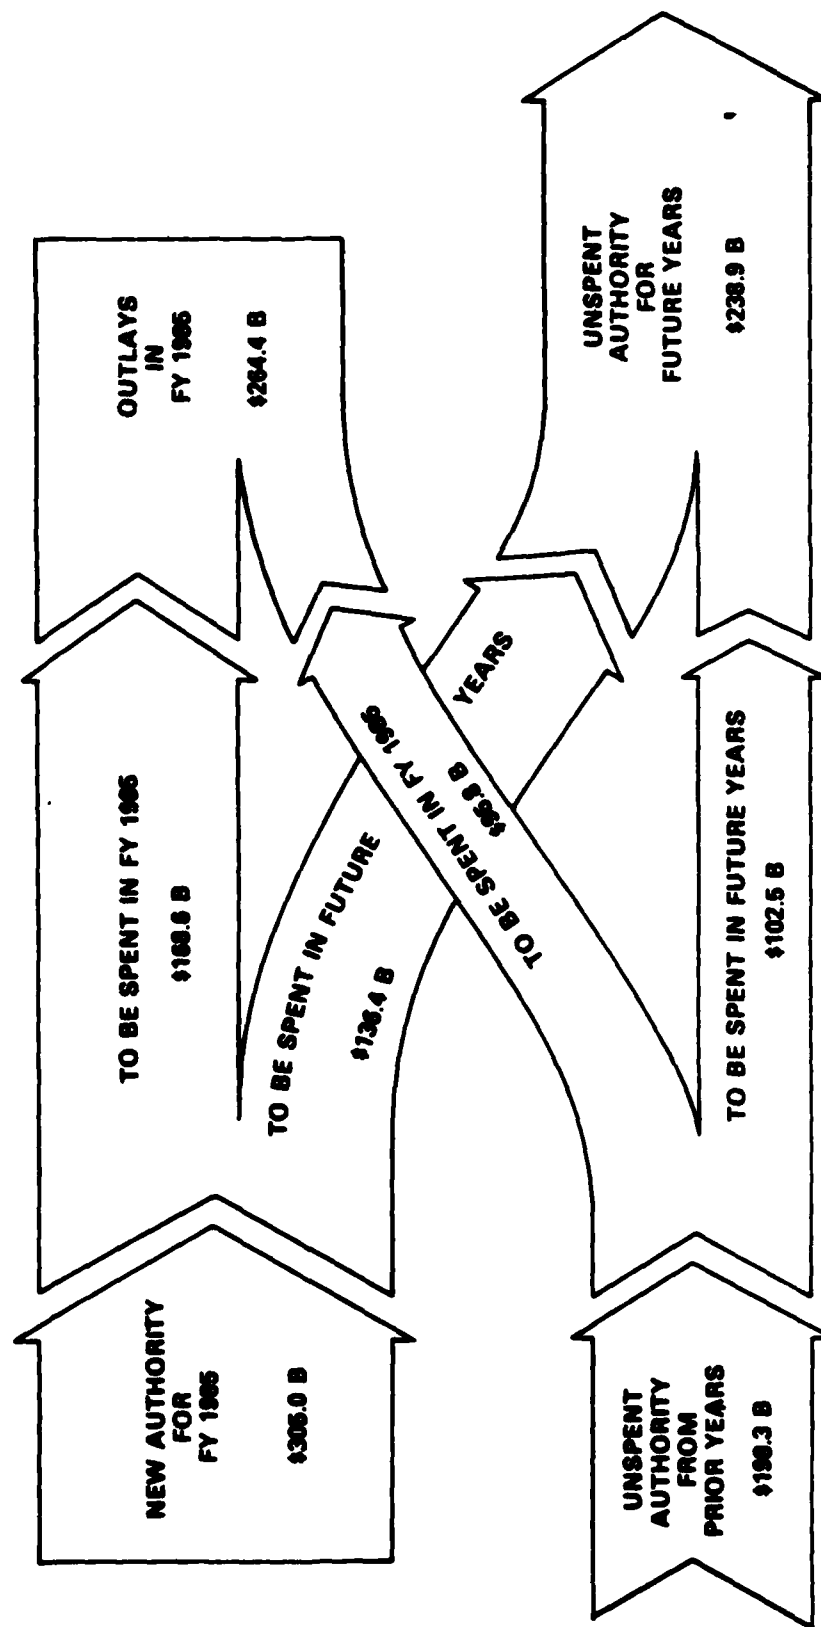 NEW AUTHORITY
FOR
FY 1985
$305.0 B
TO BE SPENT IN FY 1985
$168.6 B
OUTLAYS
IN
FY 1985
$264.4 B
TO BE SPENT IN FUTURE YEARS
$136.4 B
TO BE SPENT IN FY 1985
$95.8 B
UNSPENT
AUTHORITY
FROM
PRIOR YEARS
$198.3 B
TO BE SPENT IN FUTURE YEARS
$102.5 B
UNSPENT
AUTHORITY
FOR
FUTURE YEARS
$238.9 B